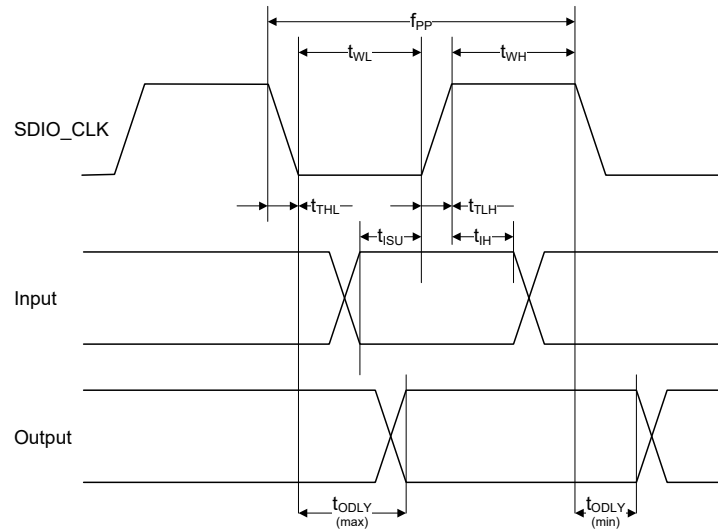 fPP
tWL tWH
SDIO_CLK
tTHL tTLH
tISU tIH
Input
Output
tODLY tODLY
(max) (min)